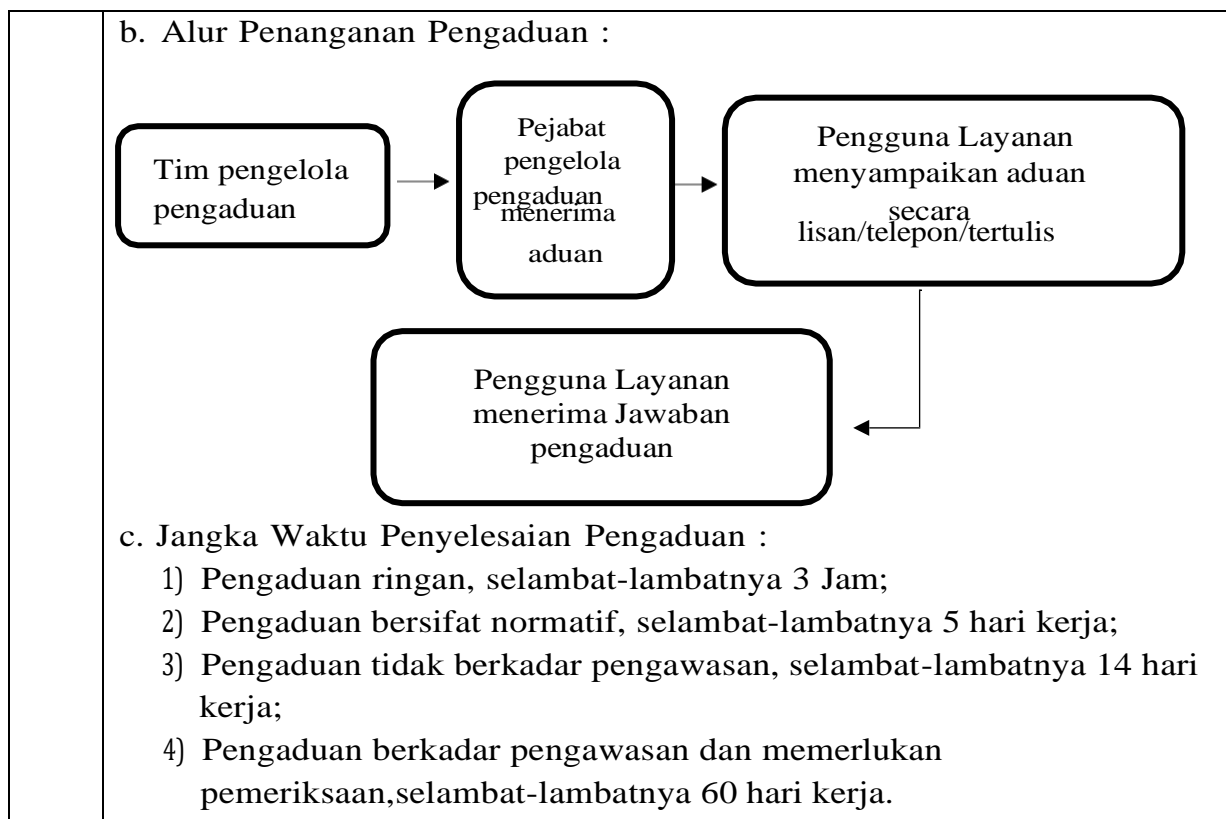 b. Alur Penanganan Pengaduan :
Tim pengelola
pengaduan
Pejabat
pengelola
pengaduan
menerima
aduan
Pengguna Layanan
menyampaikan aduan
secara
lisan/telepon/tertulis
Pengguna Layanan
menerima Jawaban
pengaduan
c. Jangka Waktu Penyelesaian Pengaduan :
1) Pengaduan ringan, selambat-lambatnya 3 Jam;
2) Pengaduan bersifat normatif, selambat-lambatnya 5 hari kerja;
3) Pengaduan tidak berkadar pengawasan, selambat-lambatnya 14 hari
kerja;
4) Pengaduan berkadar pengawasan dan memerlukan
pemeriksaan,selambat-lambatnya 60 hari kerja.